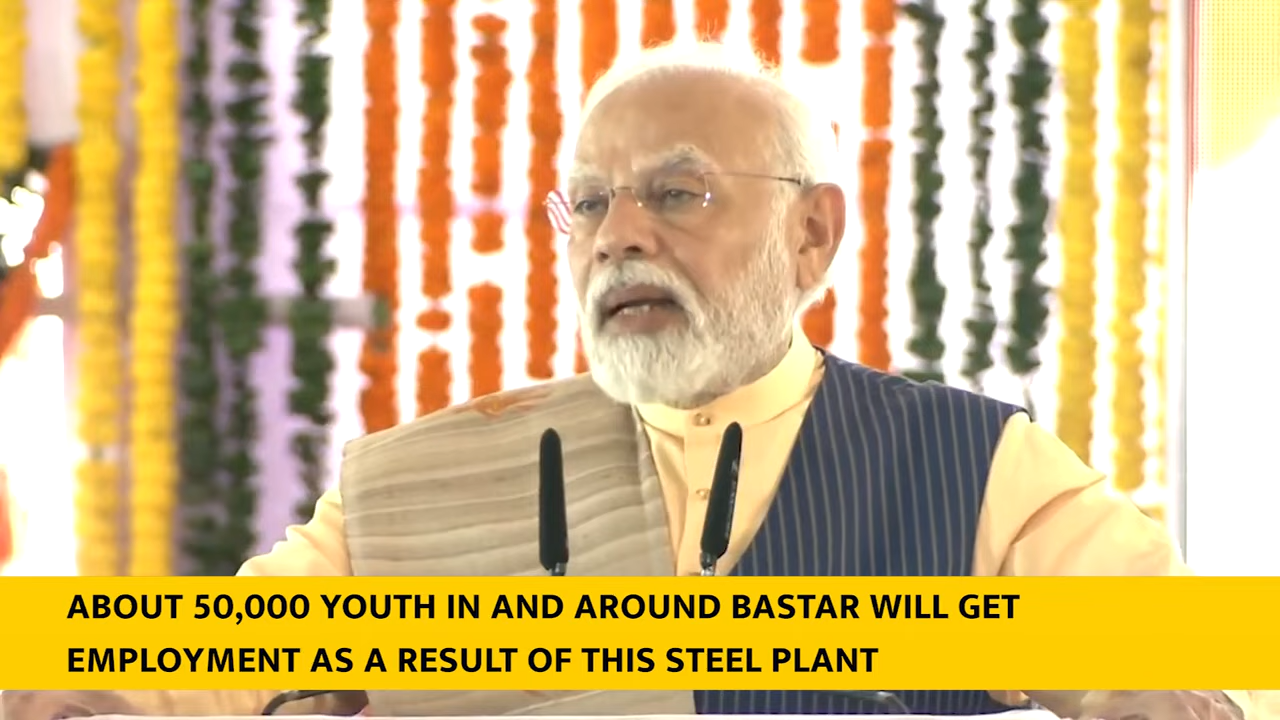 ABOUT 50,000 YOUTH IN AND AROUND BASTAR WILL GET
EMPLOYMENT AS A RESULT OF THIS STEEL PLANT